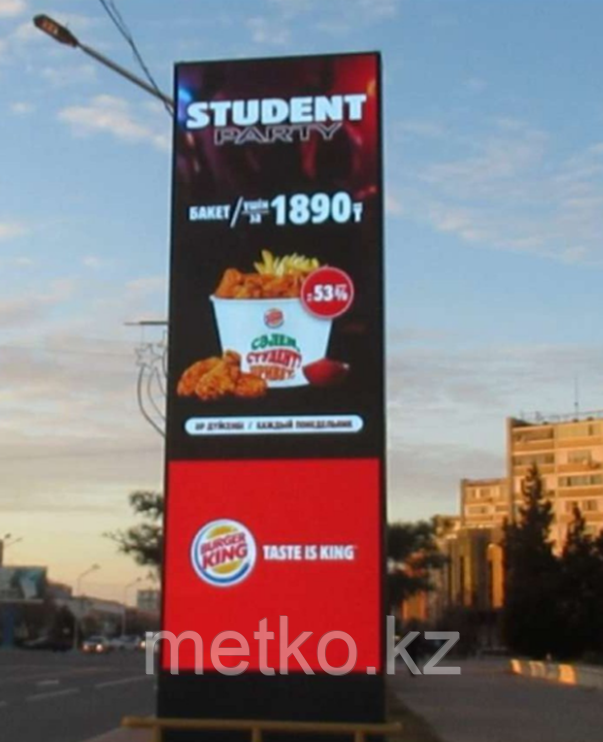 STUDENT
PARTY
БАКЕТ / ҮШІН
ЗА 1890₸
53%
СӘЛЕМ,
СТУДЕНТ!
ПРИВЕТ,
ӘР ДҮЙСЕНБІ / КАЖДЫЙ ПОНЕДЕЛЬНИК
BURGER
KING
TASTE IS KING
metko.kz